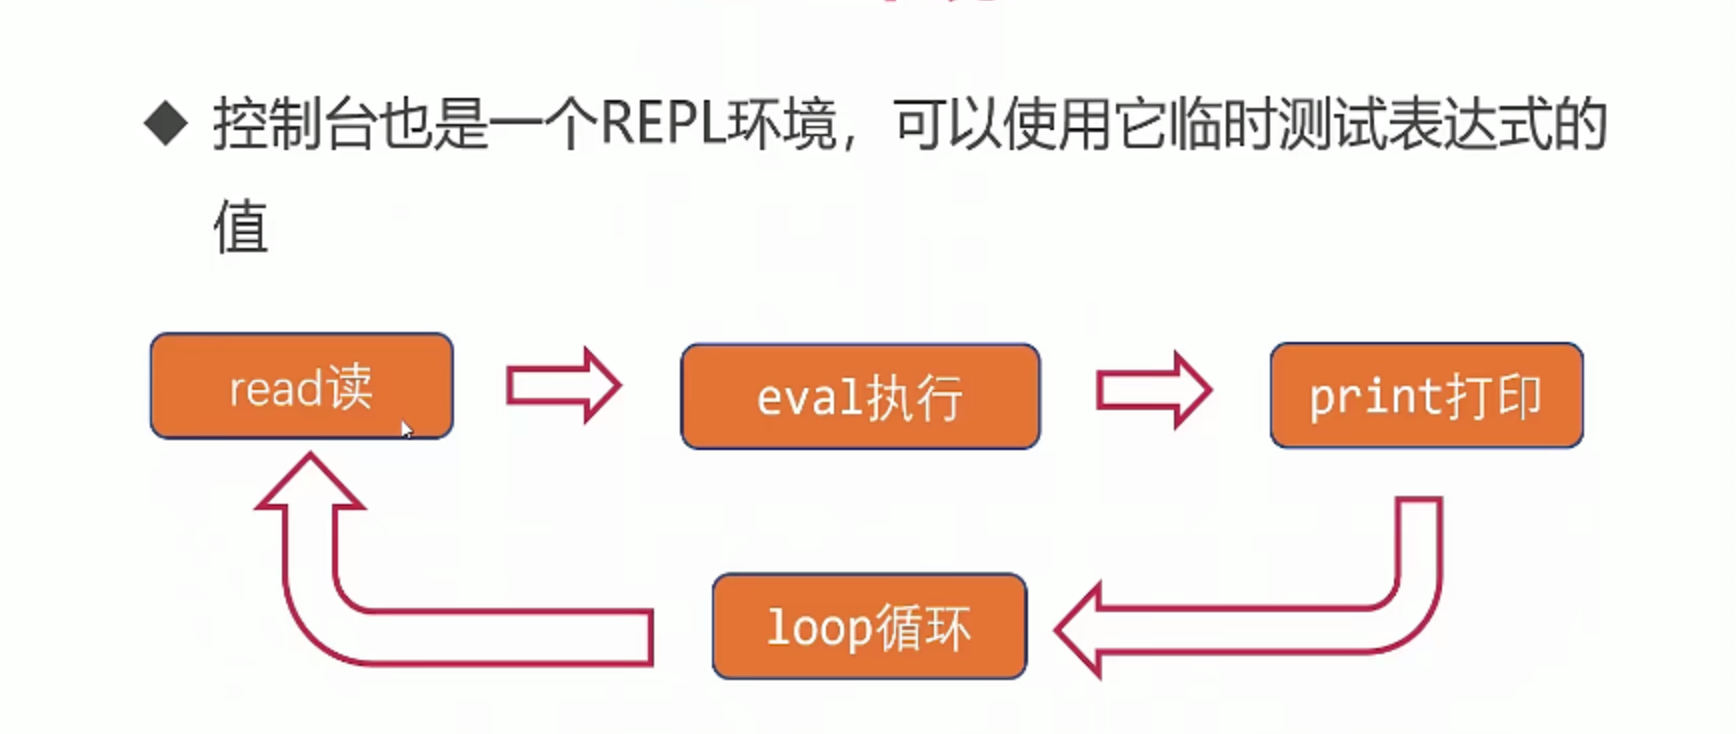 控制台也是一个REPL环境，可以使用它临时测试表达式的
值
read读
eval执行
print打印
loop循环